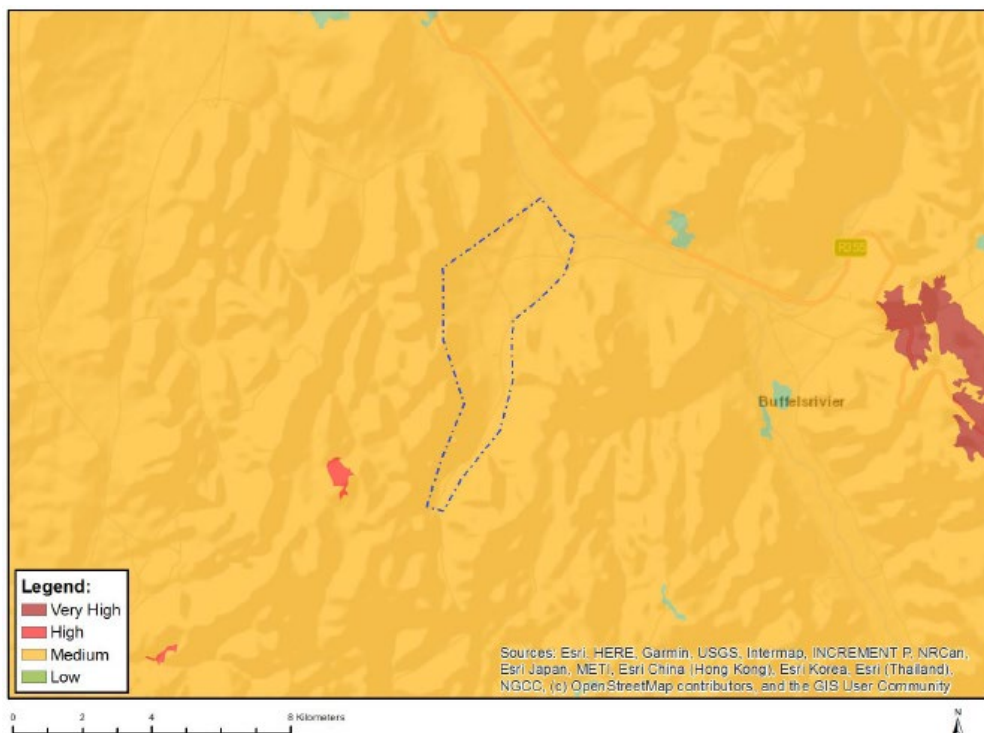 R355
Buffelsrivier
Legend:
Very High
High
Medium
Low
Sources: Esri, HERE, Garmin, USGS, Intermap, INCREMENT P, NRCan,
Esri Japan, METI, Esri China (Hong Kong), Esri Korea, Esri (Thailand),
NGCC, (c) OpenStreetMap contributors, and the GIS User Community
0 2 4 8 Kilometers
N